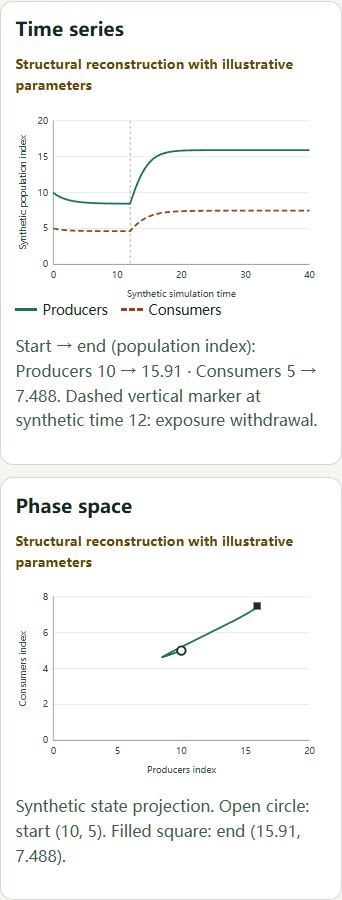 Time series
Structural reconstruction with illustrative
parameters
20
15
10
5
0
Synthetic population index
0 10 20 30 40
Synthetic simulation time
Producers Consumers
Start → end (population index):
Producers 10 → 15.91 · Consumers 5 →
7.488. Dashed vertical marker at
synthetic time 12: exposure withdrawal.
Phase space
Structural reconstruction with illustrative
parameters
8
6
4
2
0
Consumers index
0 5 10 15 20
Producers index
Synthetic state projection. Open circle:
start (10, 5). Filled square: end (15.91,
7.488).